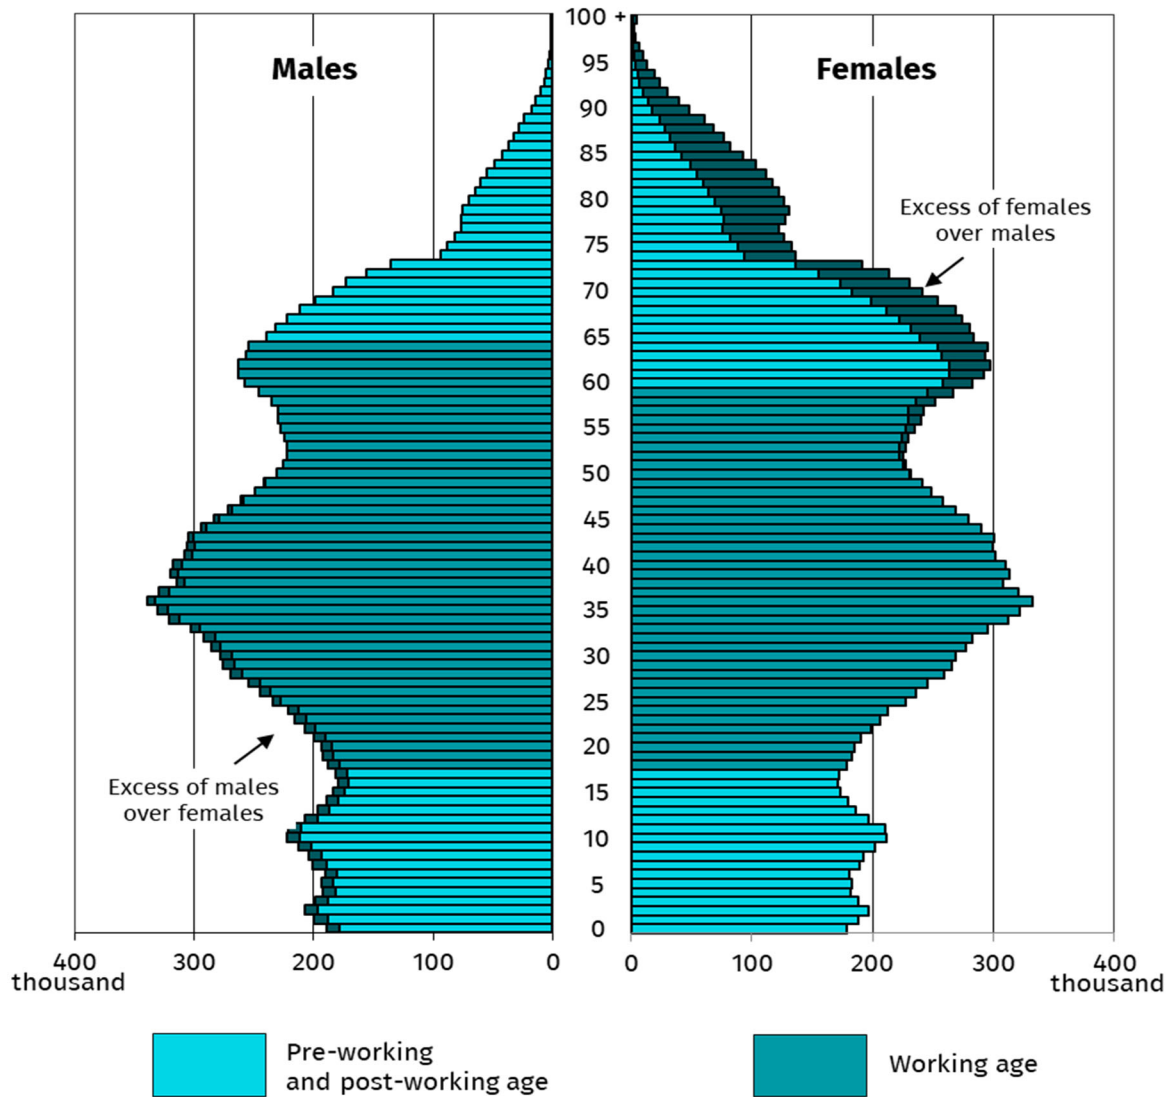 Males
Females
100 +
95
90
85
80
75
70
65
60
55
50
45
40
35
30
25
20
15
10
5
0
Excess of females
over males
Excess of males
over females
400
300
200
100
0
thousand
0
100
200
300
400
thousand
Pre-working
and post-working age
Working age